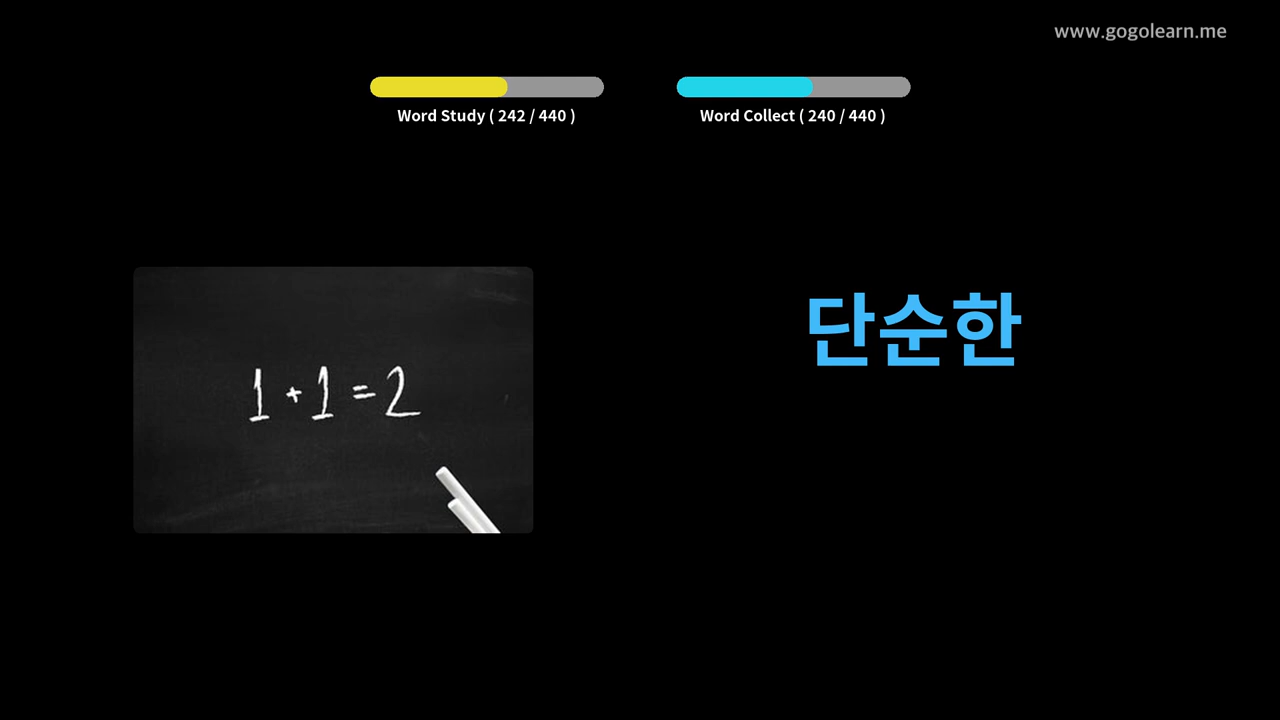 www.gogolearn.me
Word Study ( 242 / 440 )
Word Collect ( 240 / 440 )
단순한
1 + 1 = 2